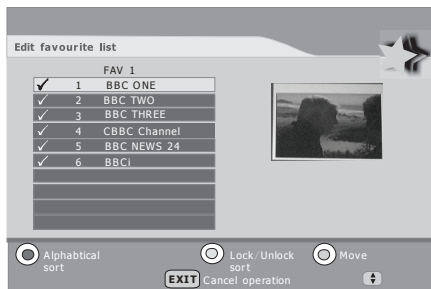 Edit favourite list
FAV 1
1 BBC ONE
2 BBC TWO
3 BBC THREE
4 CBBC Channel
5 BBC NEWS 24
6 BBCi
Alphabtical
sort
Lock/Unlock
sort
Move
EXIT Cancel operation